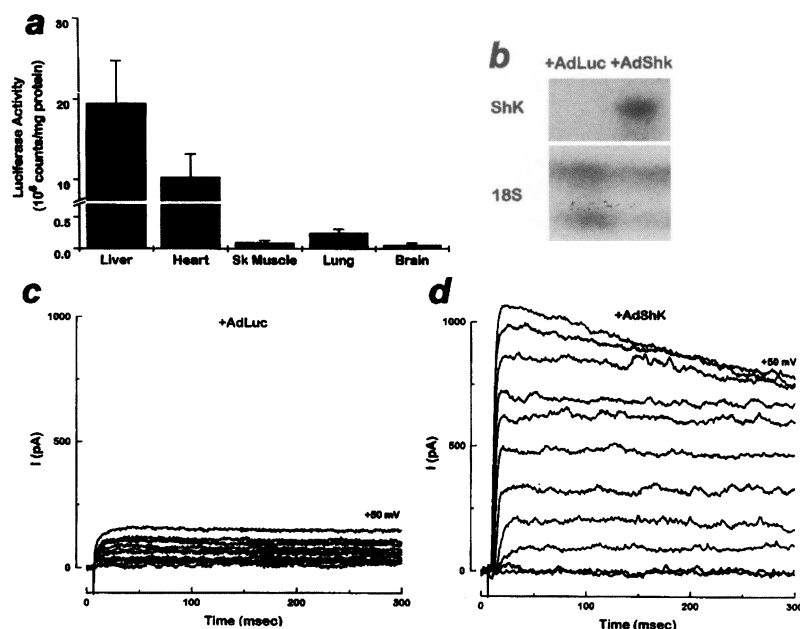 a
Luciferase Activity
(10⁶ counts/mg protein)
30
20
10
0.5
0.0
Liver Heart Sk Muscle Lung Brain
b
+AdLuc +AdShk
ShK
18S
c
+AdLuc
I (pA)
1000
500
0
+50 mV
0 100 200 300
Time (msec)
d
+AdShK
I (pA)
1000
500
0
+50 mV
0 100 200 300
Time (msec)